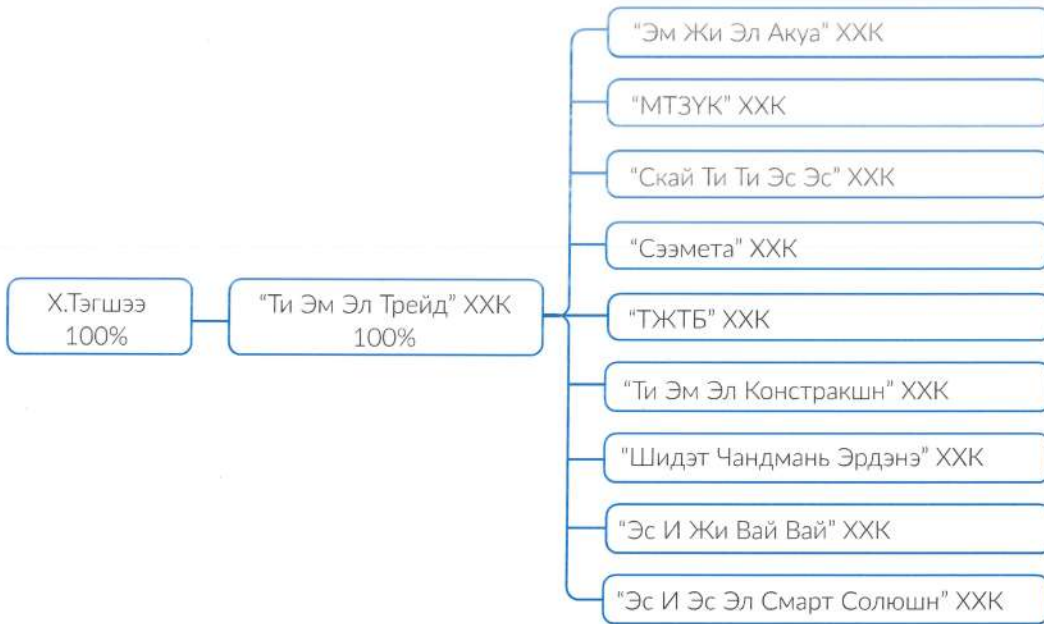 "Эм Жи Эл Акуа" ХХК
"МТЗҮК" ХХК
"Скай Ти Ти Эс Эс" ХХК
"Сээмета" ХХК
Х.Тэгшээ
100%
"Ти Эм Эл Трейд" ХХК
100%
"ТЖТБ" ХХК
"Ти Эм Эл Констракшн" ХХК
"Шидэт Чандмань Эрдэнэ" ХХК
"Эс И Жи Вай Вай" ХХК
"Эс И Эс Эл Смарт Солюшн" ХХК